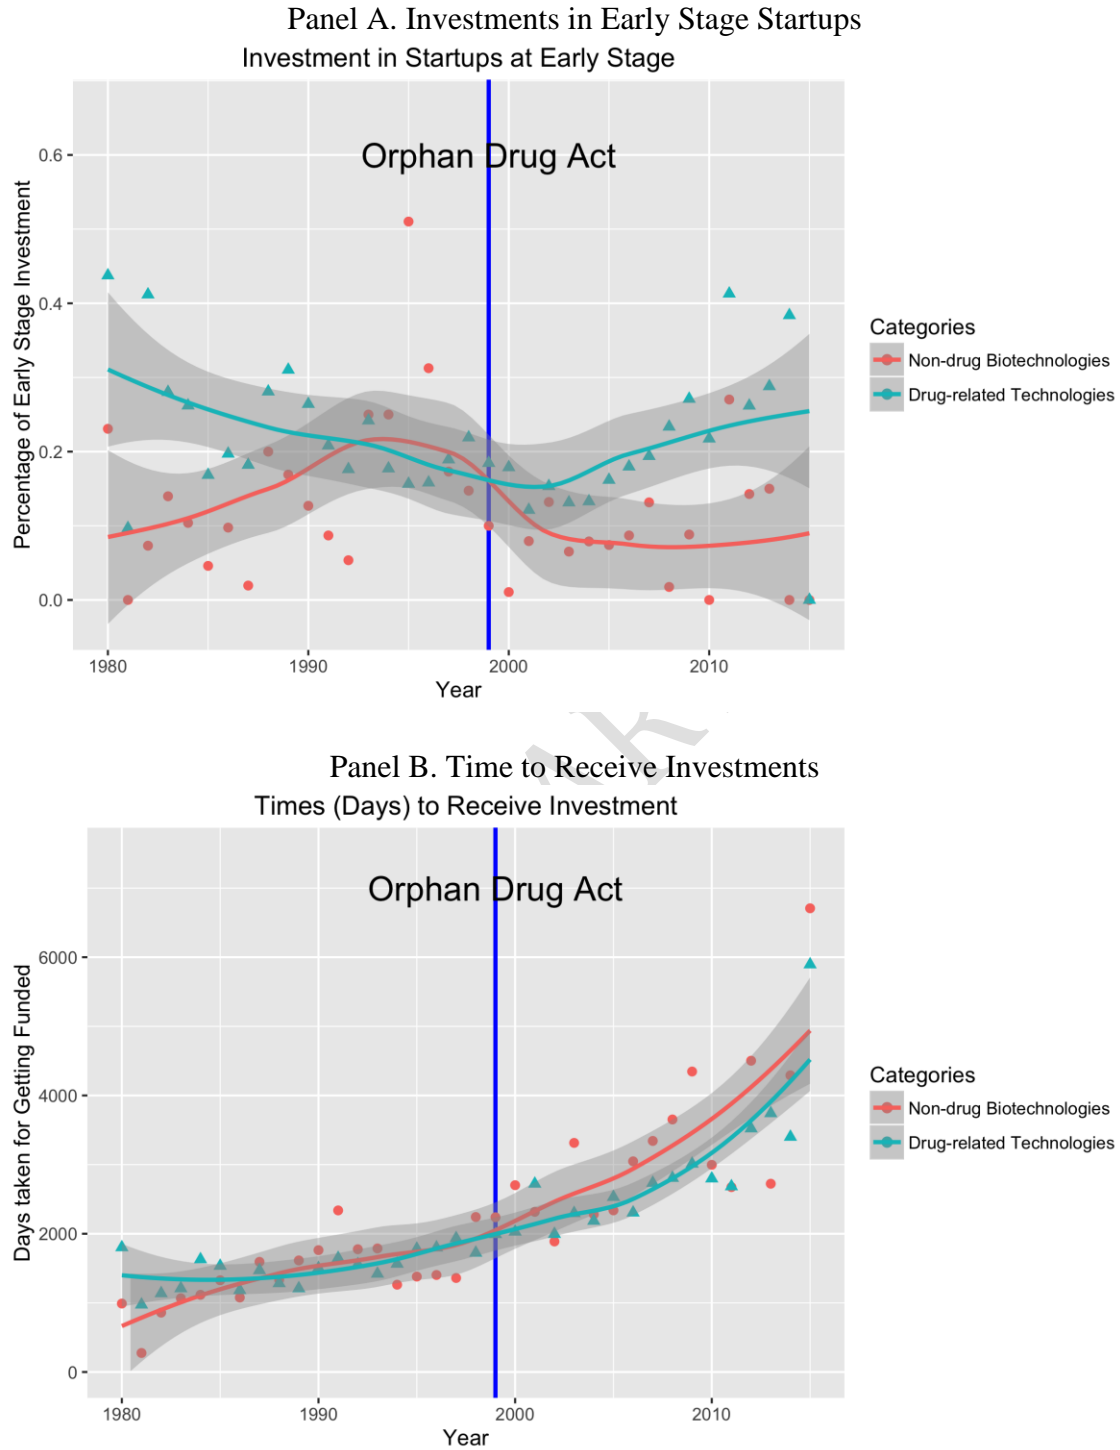 Panel A. Investments in Early Stage Startups
Investment in Startups at Early Stage
Orphan Drug Act
Percentage of Early Stage Investment
0.6
0.4
0.2
0.0
1980
1990
2000
2010
Year
Categories
Non-drug Biotechnologies
Drug-related Technologies
Panel B. Time to Receive Investments
Times (Days) to Receive Investment
Orphan Drug Act
Days taken for Getting Funded
6000
4000
2000
0
1980
1990
2000
2010
Year
Categories
Non-drug Biotechnologies
Drug-related Technologies